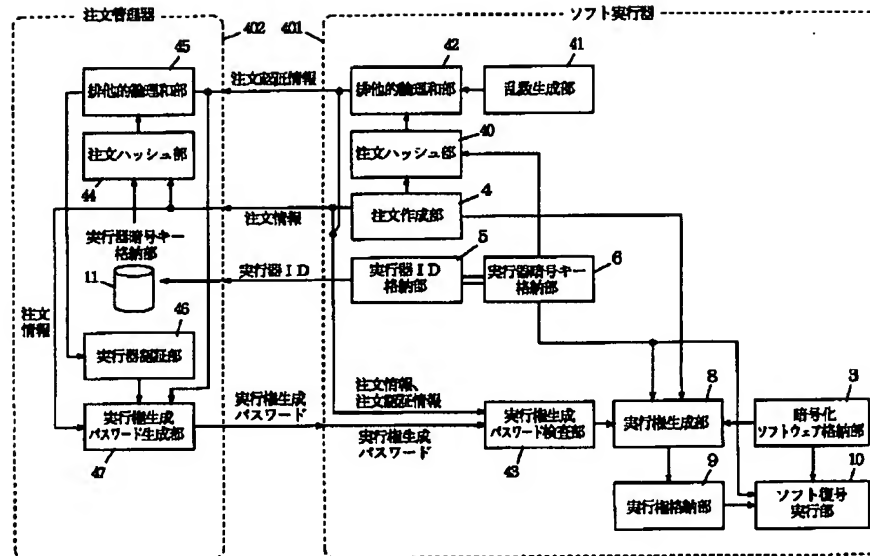 注文管理器
402
401
ソフト実行器
45
42
41
排他的論理和部
注文認証情報
排他的論理和部
乱数生成部
40
注文ハッシュ部
44
注文ハッシュ部
4
注文情報
注文作成部
実行器暗号キー
格納部
5
6
11
実行器ID
実行器ID
格納部
実行器暗号キー
格納部
注文
情報
46
実行器認証部
8
3
実行権生成
パスワード
注文情報、
注文認証情報
実行権生成
パスワード生成部
47
実行権生成
パスワード
実行権生成
パスワード検査部
43
実行権生成部
暗号化
ソフトウェア格納部
9
10
実行権格納部
ソフト復号
実行部